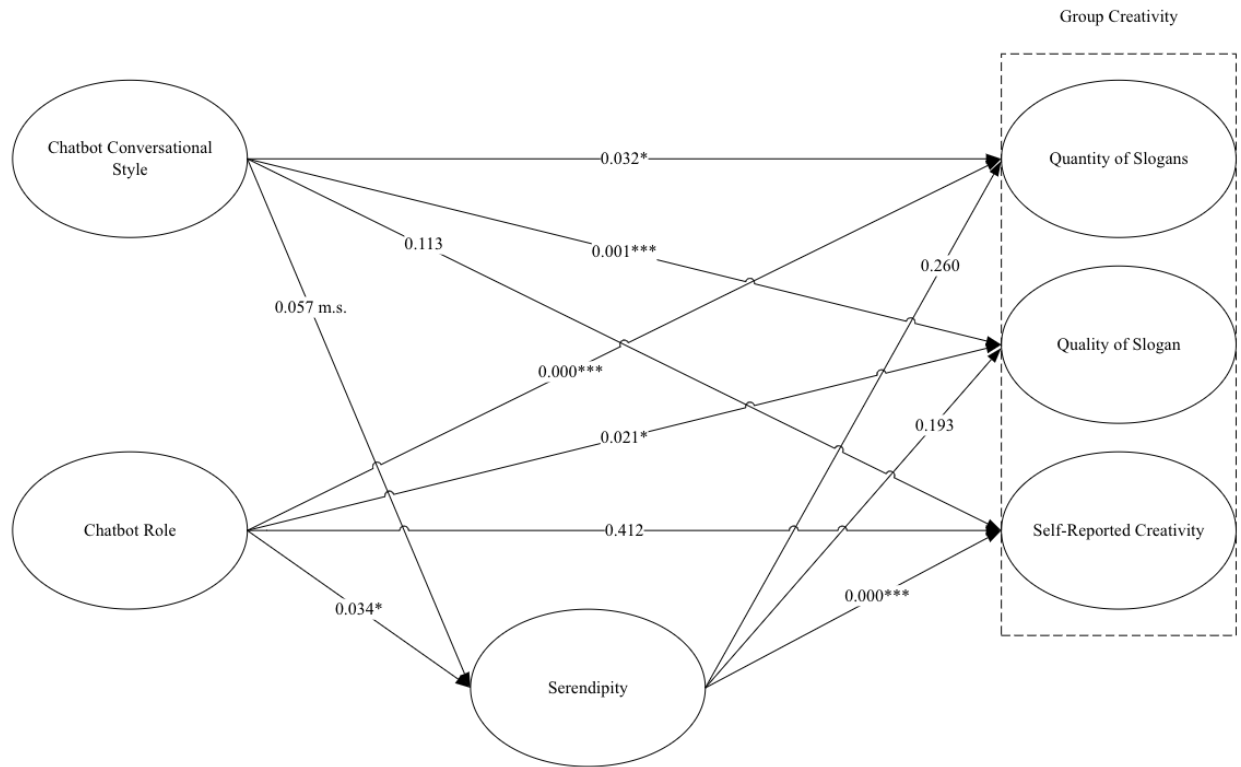 Group Creativity
Chatbot Conversational
Style
0.032*
Quantity of Slogans
0.113
0.001***
0.260
0.057 m.s.
Quality of Slogan
0.000***
0.021*
0.193
Chatbot Role
0.412
Self-Reported Creativity
0.034*
0.000***
Serendipity